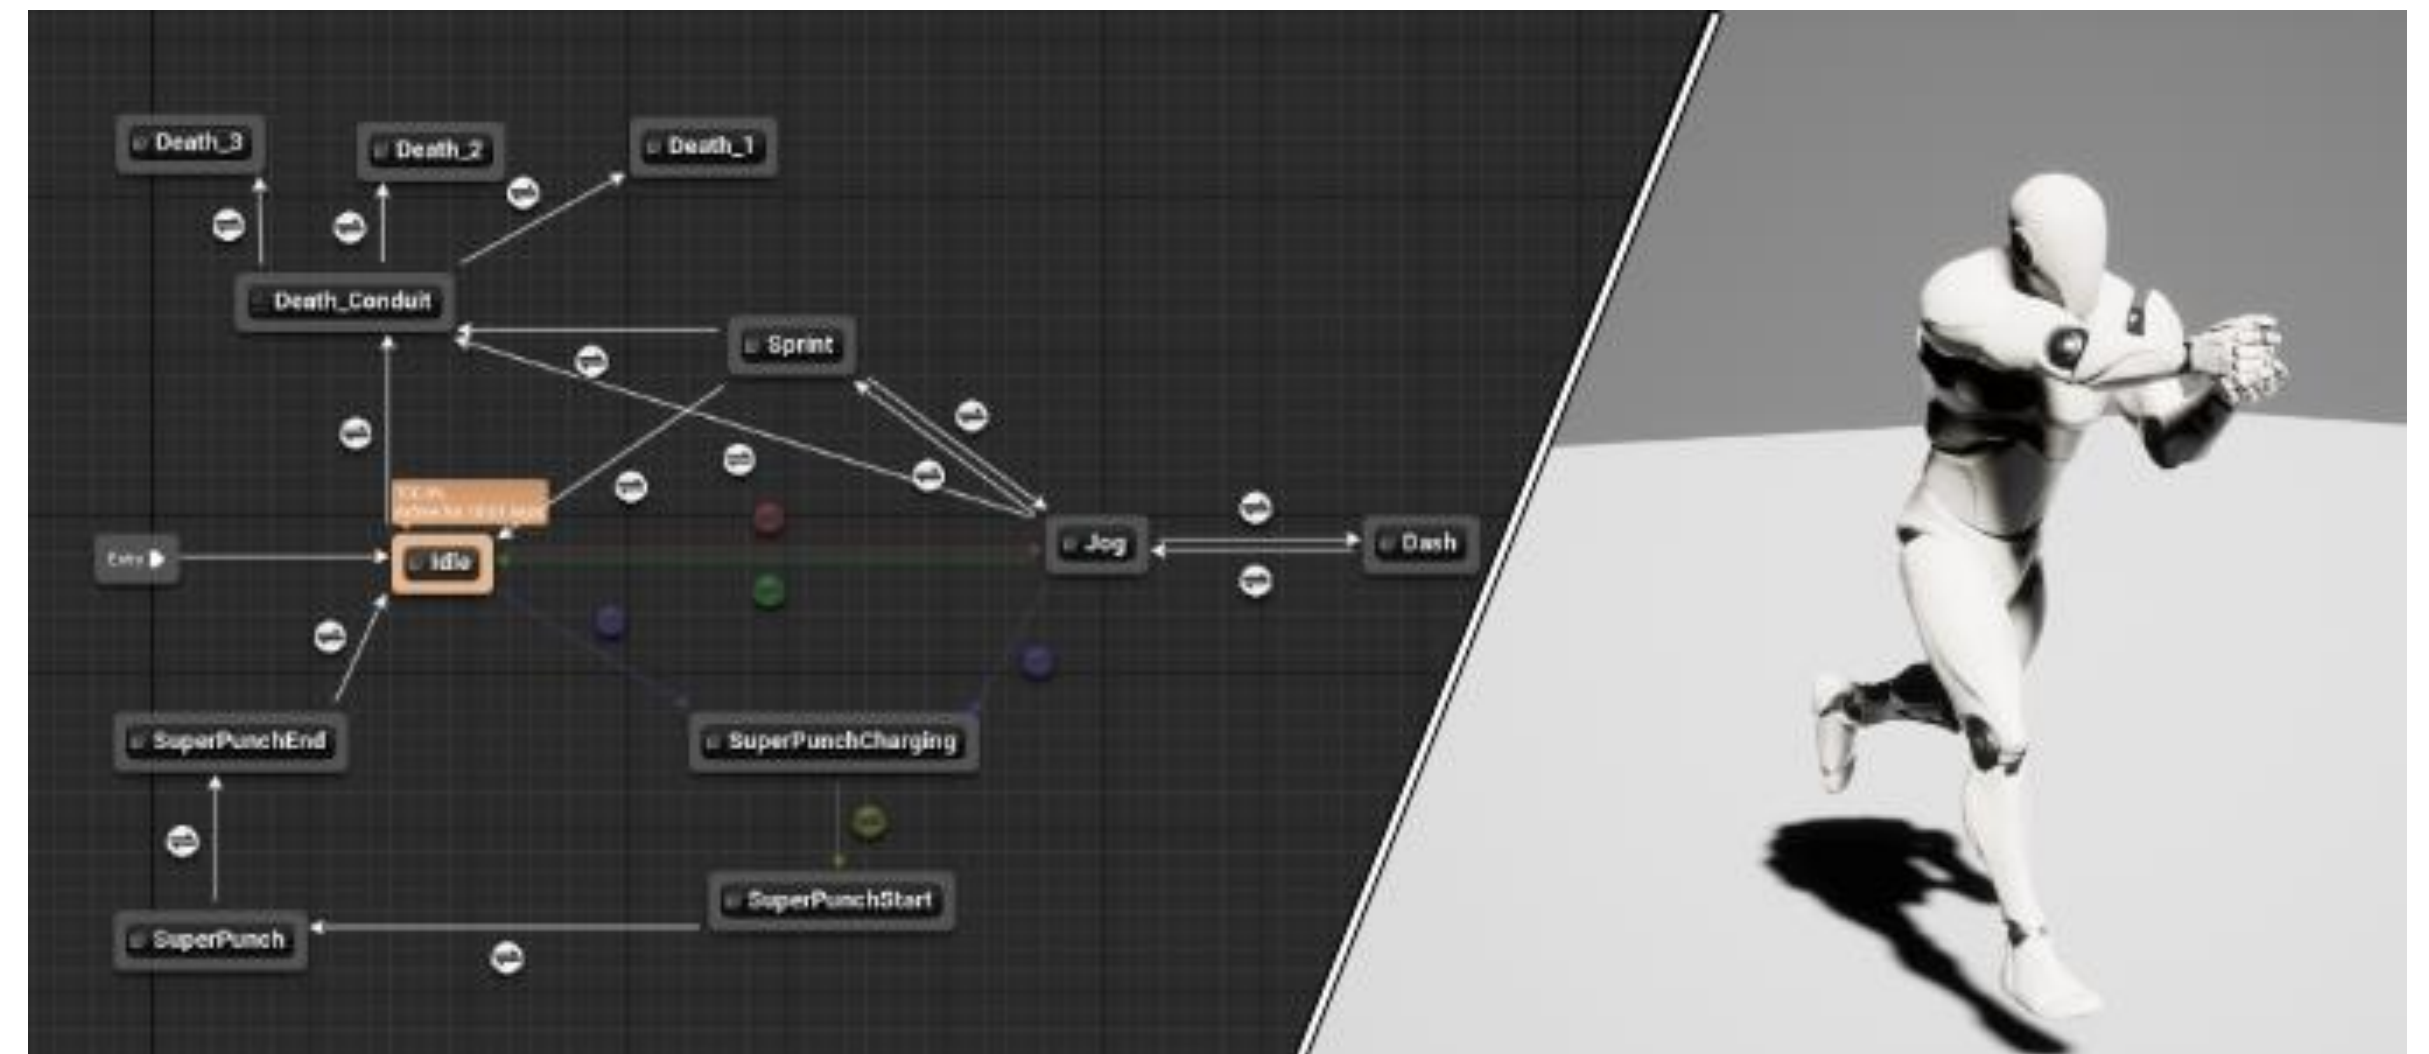 Death_3
Death_2
Death_1
Death_Conduit
Sprint
Entry
Idle
Jog
Dash
SuperPunchEnd
SuperPunchCharging
SuperPunchStart
SuperPunch